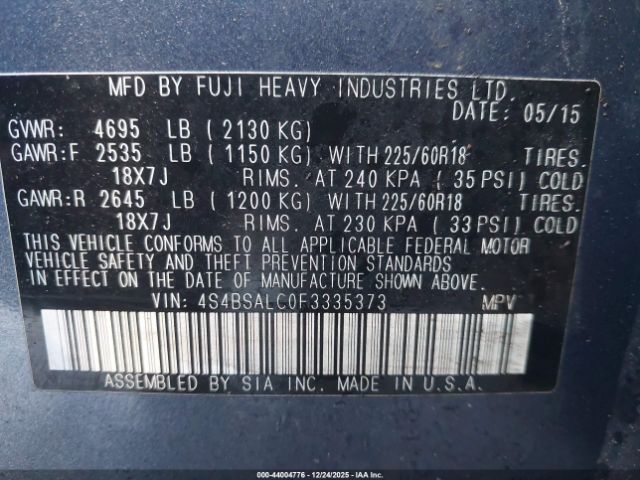 MFD BY FUJI HEAVY INDUSTRIES LTD.
DATE: 05/15
GVWR: 4695 LB ( 2130 KG)
GAWR:F 2535 LB ( 1150 KG) WITH 225/60R18 TIRES.
18X7J RIMS. AT 240 KPA ( 35 PSI) COLD
GAWR:R 2645 LB ( 1200 KG) WITH 225/60R18 TIRES.
18X7J RIMS. AT 230 KPA ( 33 PSI) COLD
THIS VEHICLE CONFORMS TO ALL APPLICABLE FEDERAL MOTOR
VEHICLE SAFETY AND THEFT PREVENTION STANDARDS
IN EFFECT ON THE DATE OF MANUFACTURE SHOWN ABOVE.
VIN: 4S4BSALC0F3335373 MPV
ASSEMBLED BY SIA INC. MADE IN U.S.A.
000-44004776 - 12/24/2025 - IAAI.COM